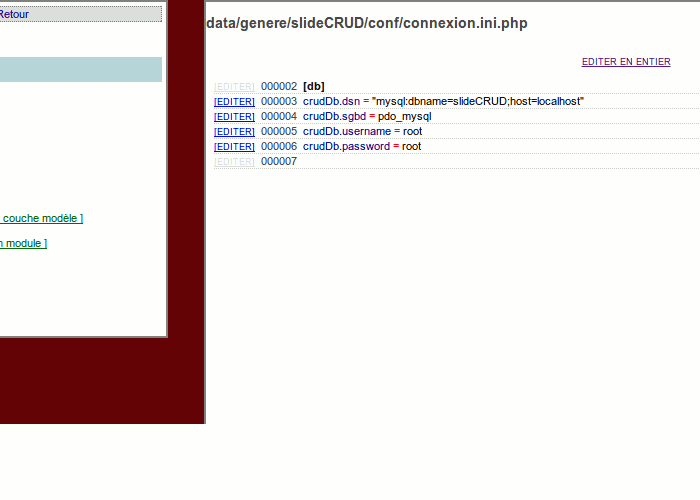 Retour
couche modèle ]
module ]
data/genere/slideCRUD/conf/connexion.ini.php
EDITER EN ENTIER
[EDITER] 000002 [db]
[EDITER] 000003 crudDb.dsn = "mysql:dbname=slideCRUD;host=localhost"
[EDITER] 000004 crudDb.sgbd = pdo_mysql
[EDITER] 000005 crudDb.username = root
[EDITER] 000006 crudDb.password = root
[EDITER] 000007